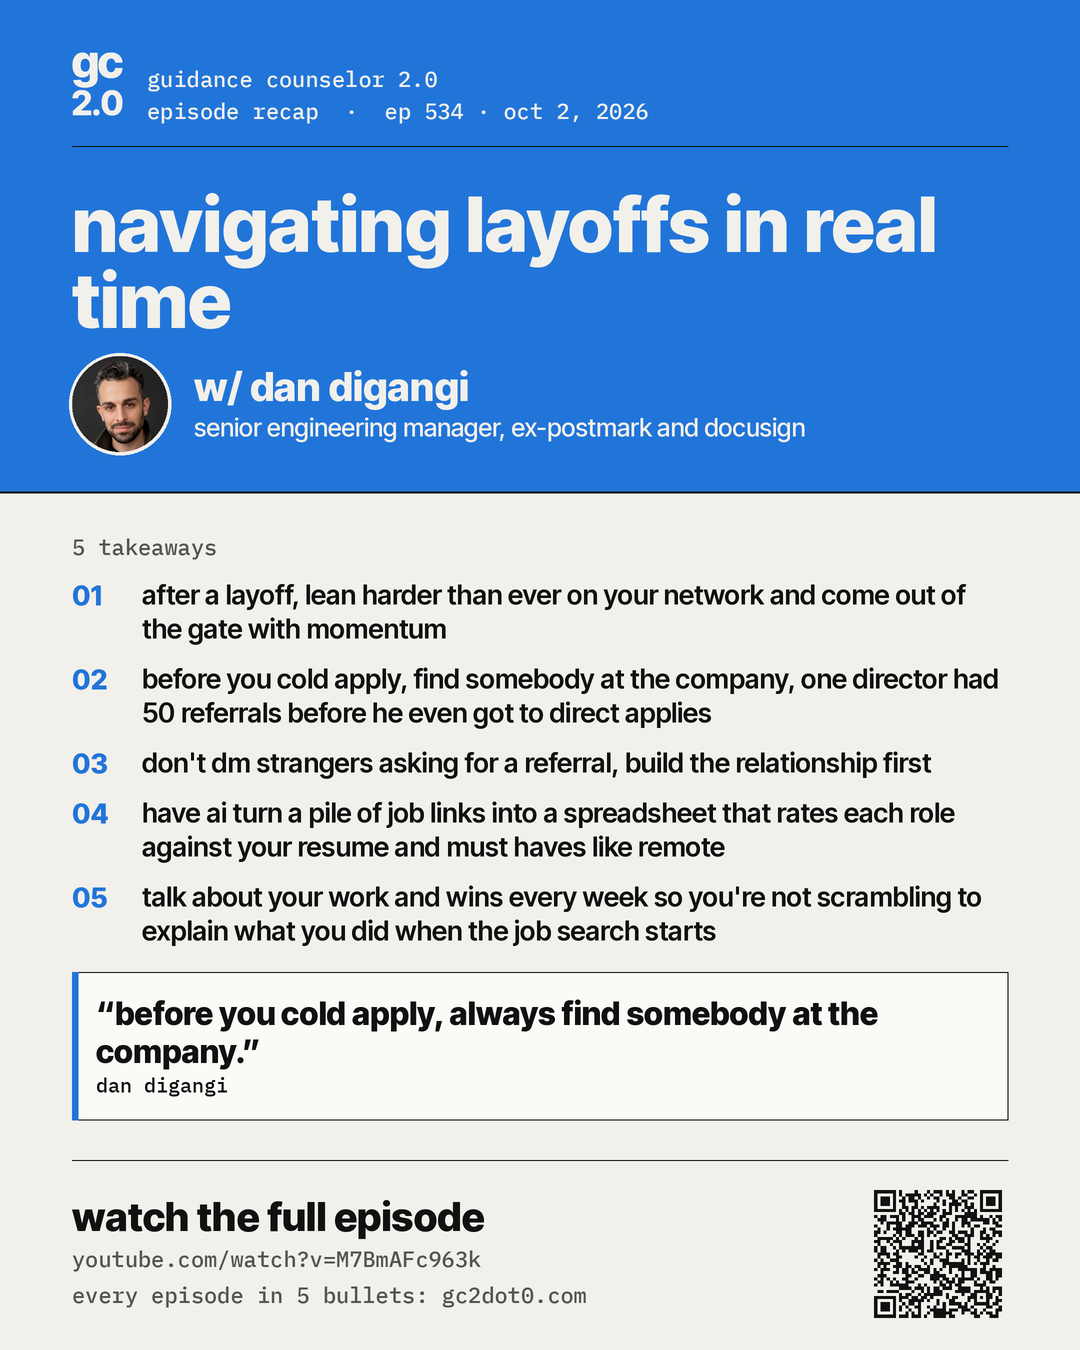 gc
2.0
guidance counselor 2.0
episode recap · ep 534 · oct 2, 2026
navigating layoffs in real
time
w/ dan digangi
senior engineering manager, ex-postmark and docusign
5 takeaways
01 after a layoff, lean harder than ever on your network and come out of
the gate with momentum
02 before you cold apply, find somebody at the company, one director had
50 referrals before he even got to direct applies
03 don't dm strangers asking for a referral, build the relationship first
04 have ai turn a pile of job links into a spreadsheet that rates each role
against your resume and must haves like remote
05 talk about your work and wins every week so you're not scrambling to
explain what you did when the job search starts
“before you cold apply, always find somebody at the
company.”
dan digangi
watch the full episode
youtube.com/watch?v=M7BmAFc963k
every episode in 5 bullets: gc2dot0.com